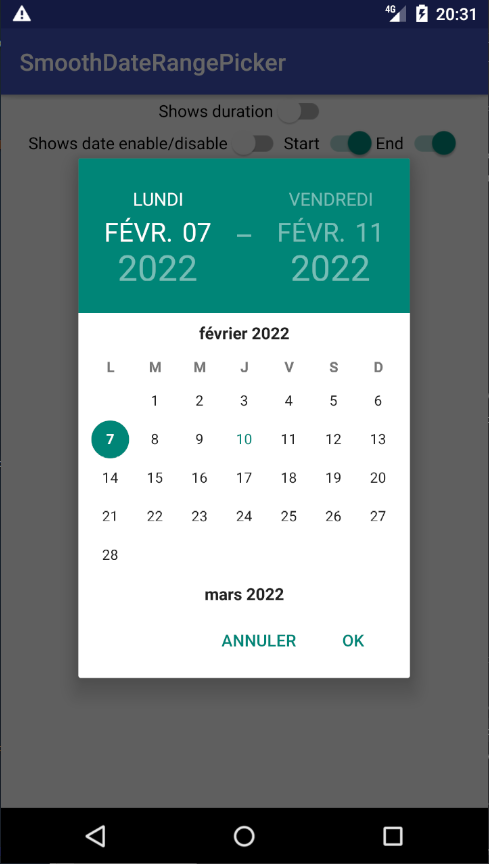 4G 20:31
SmoothDateRangePicker
Shows duration
Shows date enable/disable Start End
LUNDI VENDREDI
FÉVR. 07 – FÉVR. 11
2022 2022
février 2022
L M M J V S D
1 2 3 4 5 6
7 8 9 10 11 12 13
14 15 16 17 18 19 20
21 22 23 24 25 26 27
28
mars 2022
ANNULER OK